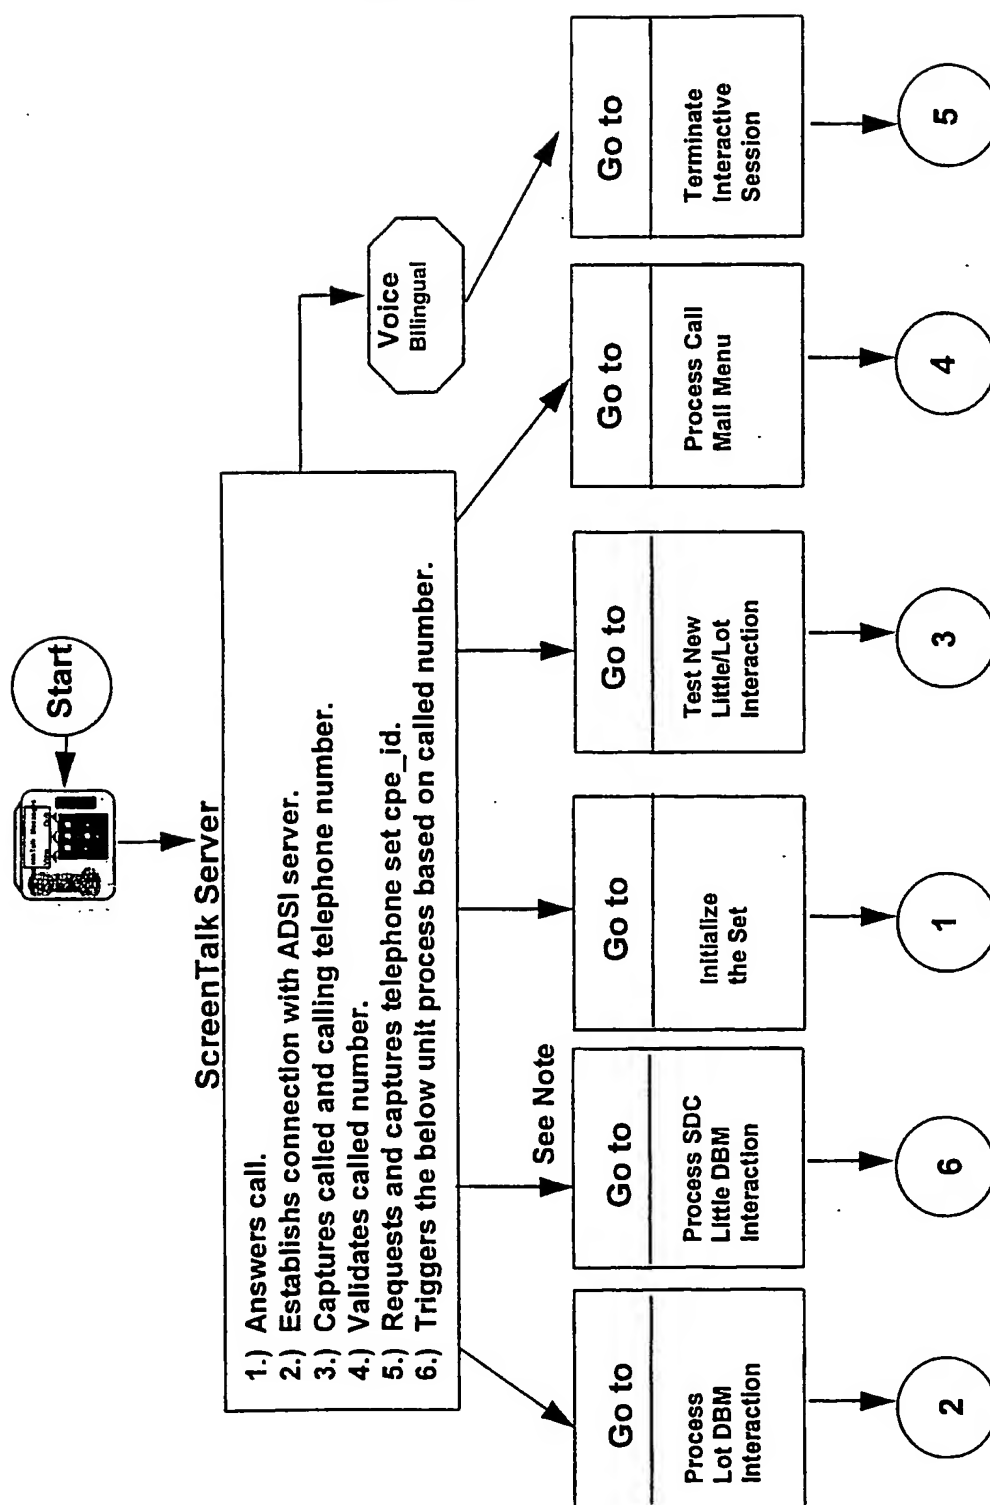 Start
ScreenTalk Server
1.) Answers call.
2.) Establishs connection with ADSI server.
3.) Captures called and calling telephone number.
4.) Validates called number.
5.) Requests and captures telephone set cpe_id.
6.) Triggers the below unit process based on called number.
Voice
Bilingual
See Note
Go to
Process
Lot DBM
Interaction
2
Go to
Process SDC
Little DBM
Interaction
6
Go to
Initialize
the Set
1
Go to
Test New
Little/Lot
Interaction
3
Go to
Process Call
Mall Menu
4
Go to
Terminate
Interactive
Session
5